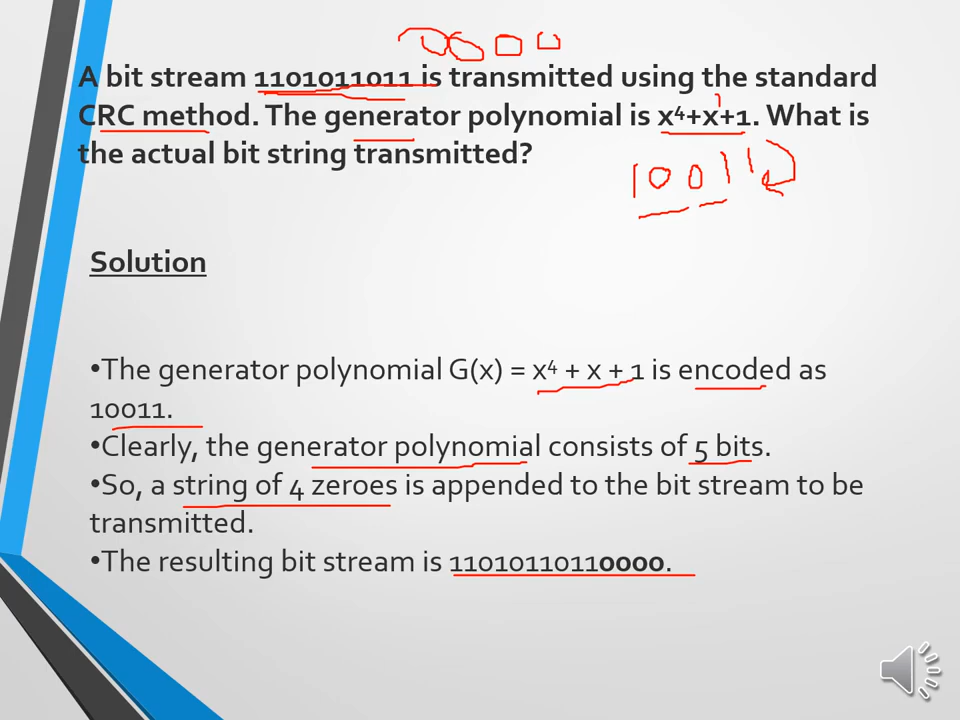 0000
A bit stream 1101011011 is transmitted using the standard
CRC method. The generator polynomial is x⁴+x+1. What is
the actual bit string transmitted?
10011
Solution
•The generator polynomial G(x) = x⁴ + x + 1 is encoded as
10011.
•Clearly, the generator polynomial consists of 5 bits.
•So, a string of 4 zeroes is appended to the bit stream to be
transmitted.
•The resulting bit stream is 11010110110000.